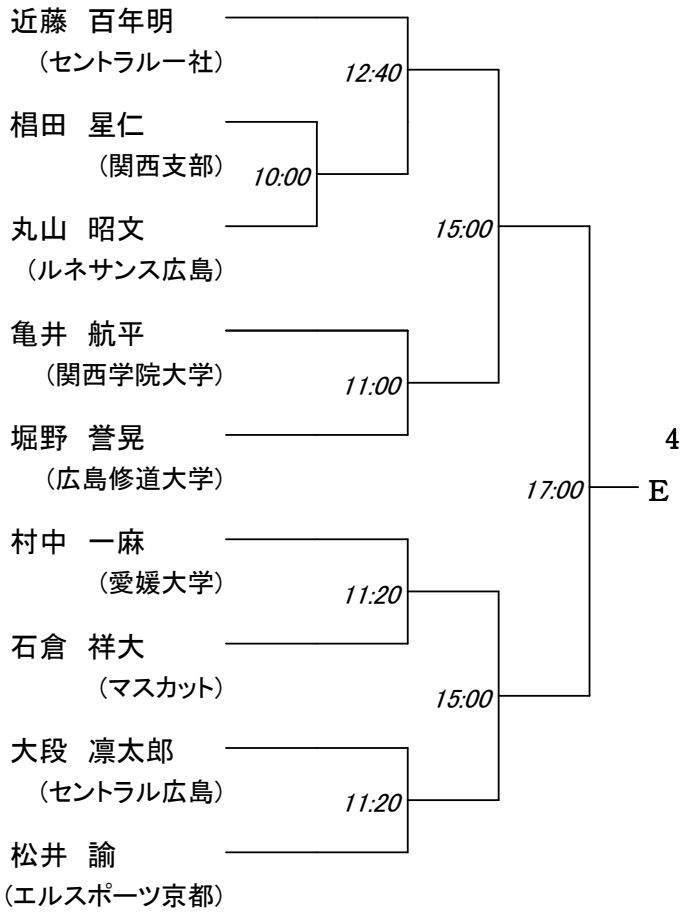 近藤 百年明
(セントラル一社)
12:40
椙田 星仁
(関西支部)
10:00
丸山 昭文
(ルネサンス広島)
15:00
亀井 航平
(関西学院大学)
11:00
堀野 誉晃
(広島修道大学)
4
17:00
E
村中 一麻
(愛媛大学)
11:20
石倉 祥大
(マスカット)
15:00
大段 凛太郎
(セントラル広島)
11:20
松井 諭
(エルスポーツ京都)